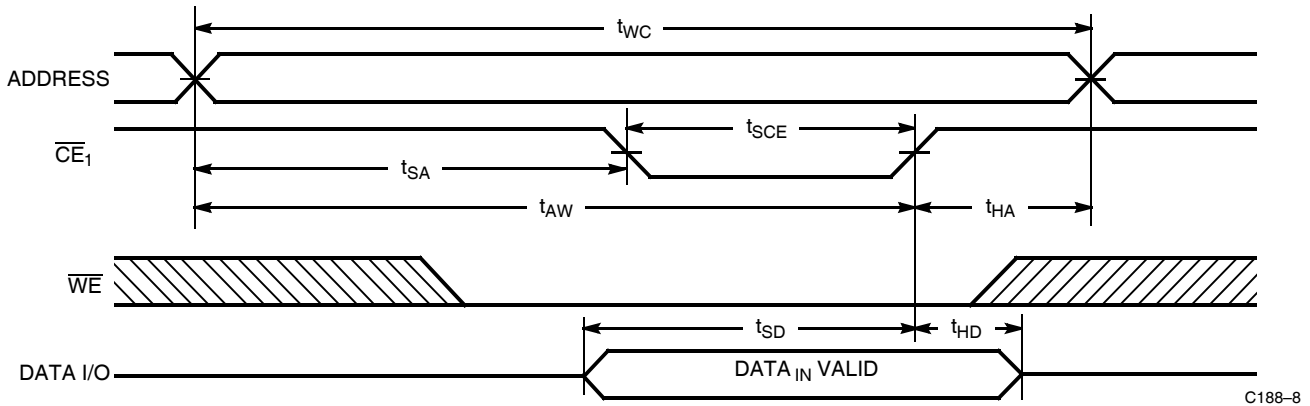 tWC
ADDRESS
CE1
tSCE
tSA
tAW
tHA
WE
tSD
tHD
DATA I/O
DATA IN VALID
C188–8